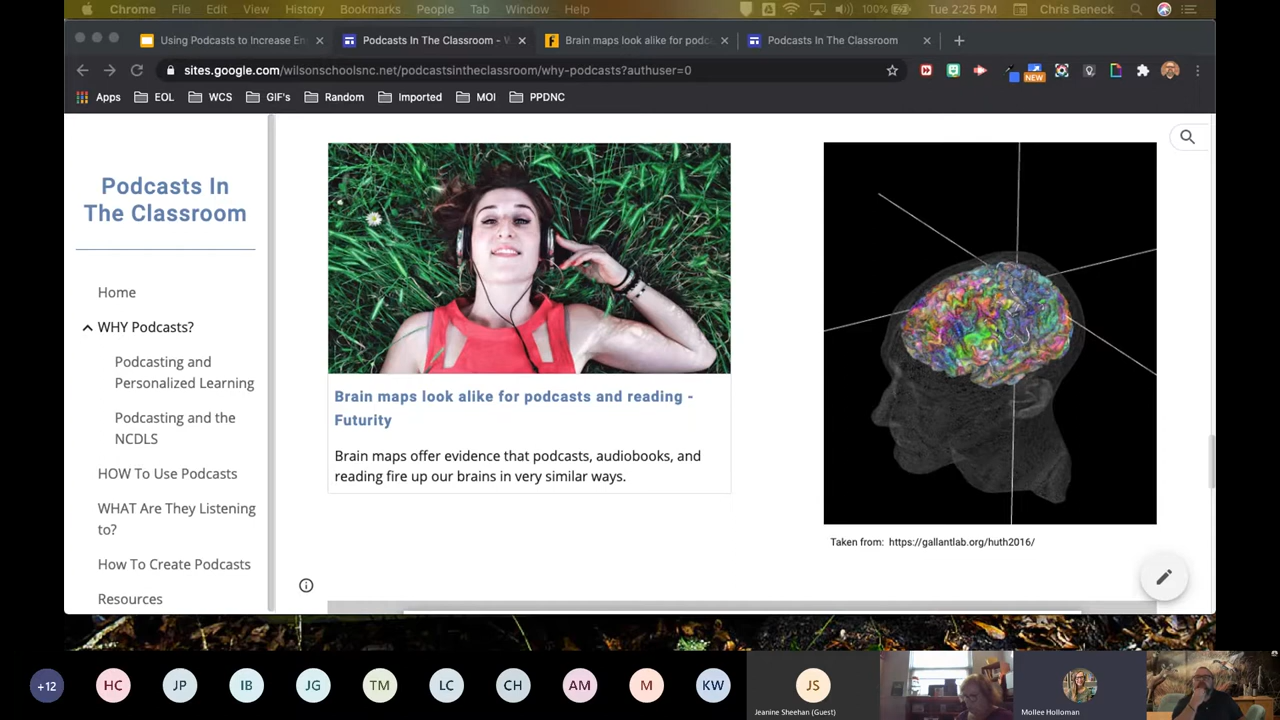 Chrome File Edit View History Bookmarks People Tab Window Help 100% Tue 2:25 PM Chris Beneck
Using Podcasts to Increase En Podcasts In The Classroom - W Brain maps look alike for podc Podcasts In The Classroom
sites.google.com/wilsonschoolsnc.net/podcastsintheclassroom/why-podcasts?authuser=0
NEW
Apps EOL WCS GIF's Random Imported MOI PPDNC
Podcasts In
The Classroom
Home
WHY Podcasts?
Podcasting and
Personalized Learning
Podcasting and the
NCDLS
HOW To Use Podcasts
WHAT Are They Listening
to?
How To Create Podcasts
Resources
Brain maps look alike for podcasts and reading -
Futurity
Brain maps offer evidence that podcasts, audiobooks, and
reading fire up our brains in very similar ways.
Taken from: https://gallantlab.org/huth2016/
+12 HC JP IB JG TM LC CH AM M KW JS
Jeanine Sheehan (Guest) Mollee Holloman